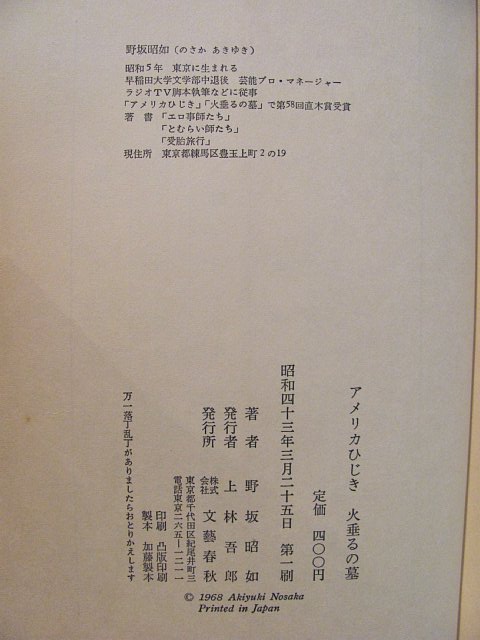 野坂昭如(のさか あきゆき)
昭和5年 東京に生まれる
早稲田大学文学部中退後 芸能プロ・マネージャー
ラジオTV脚本執筆などに従事
「アメリカひじき」「火垂るの墓」で第58回直木賞受賞
著 書 「エロ事師たち」
「とむらい師たち」
「受胎旅行」
現住所 東京都練馬区豊玉上町2の19
アメリカひじき 火垂るの墓
定価 四〇〇円
昭和四十三年三月二十五日 第一刷
著者 野坂昭如
発行者 上林吾郎
発行所 株式会社 文藝春秋
東京都千代田区紀尾井町三
電話東京二六五―一二一一
印刷 凸版印刷
製本 加藤製本
万一落丁乱丁がありましたらおとりかえします
© 1968 Akiyuki Nosaka
Printed in Japan